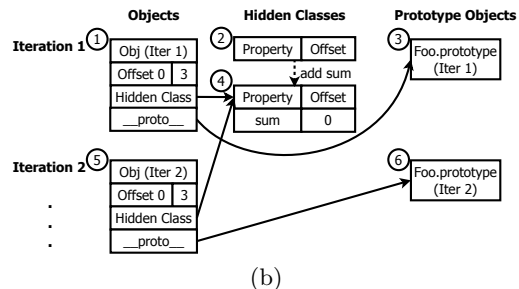 Objects Hidden Classes Prototype Objects
Iteration 1
1
Obj (Iter 1)
Offset 0 3
Hidden Class
__proto__
2
Property Offset
add sum
4
Property Offset
sum 0
3
Foo.prototype
(Iter 1)
Iteration 2
5
Obj (Iter 2)
Offset 0 3
Hidden Class
__proto__
6
Foo.prototype
(Iter 2)
.
.
.
(b)